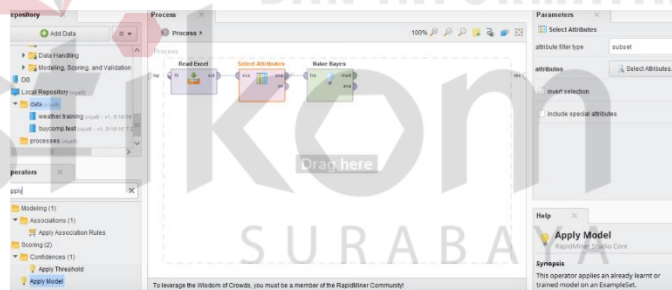 Repository
Add Data
Data Handling
Modeling, Scoring, and Validation
DB
Local Repository
data
weather.training
buycomp.test
processes
Operators
apply
Modeling (1)
Associations (1)
Apply Association Rules
Scoring (2)
Confidences (1)
Apply Threshold
Apply Model
Process
Process
100%
Process
Read Excel
Select Attributes
Naive Bayes
Drag here
To leverage the Wisdom of Crowds, you must be a member of the RapidMiner Community!
Parameters
Select Attributes
attribute filter type
subset
attributes
Select Attributes.
invert selection
include special attributes
Help
Apply Model
RapidMiner Studio Core
Synopsis
This operator applies an already learnt or
trained model on an ExampleSet.
SURABAYA